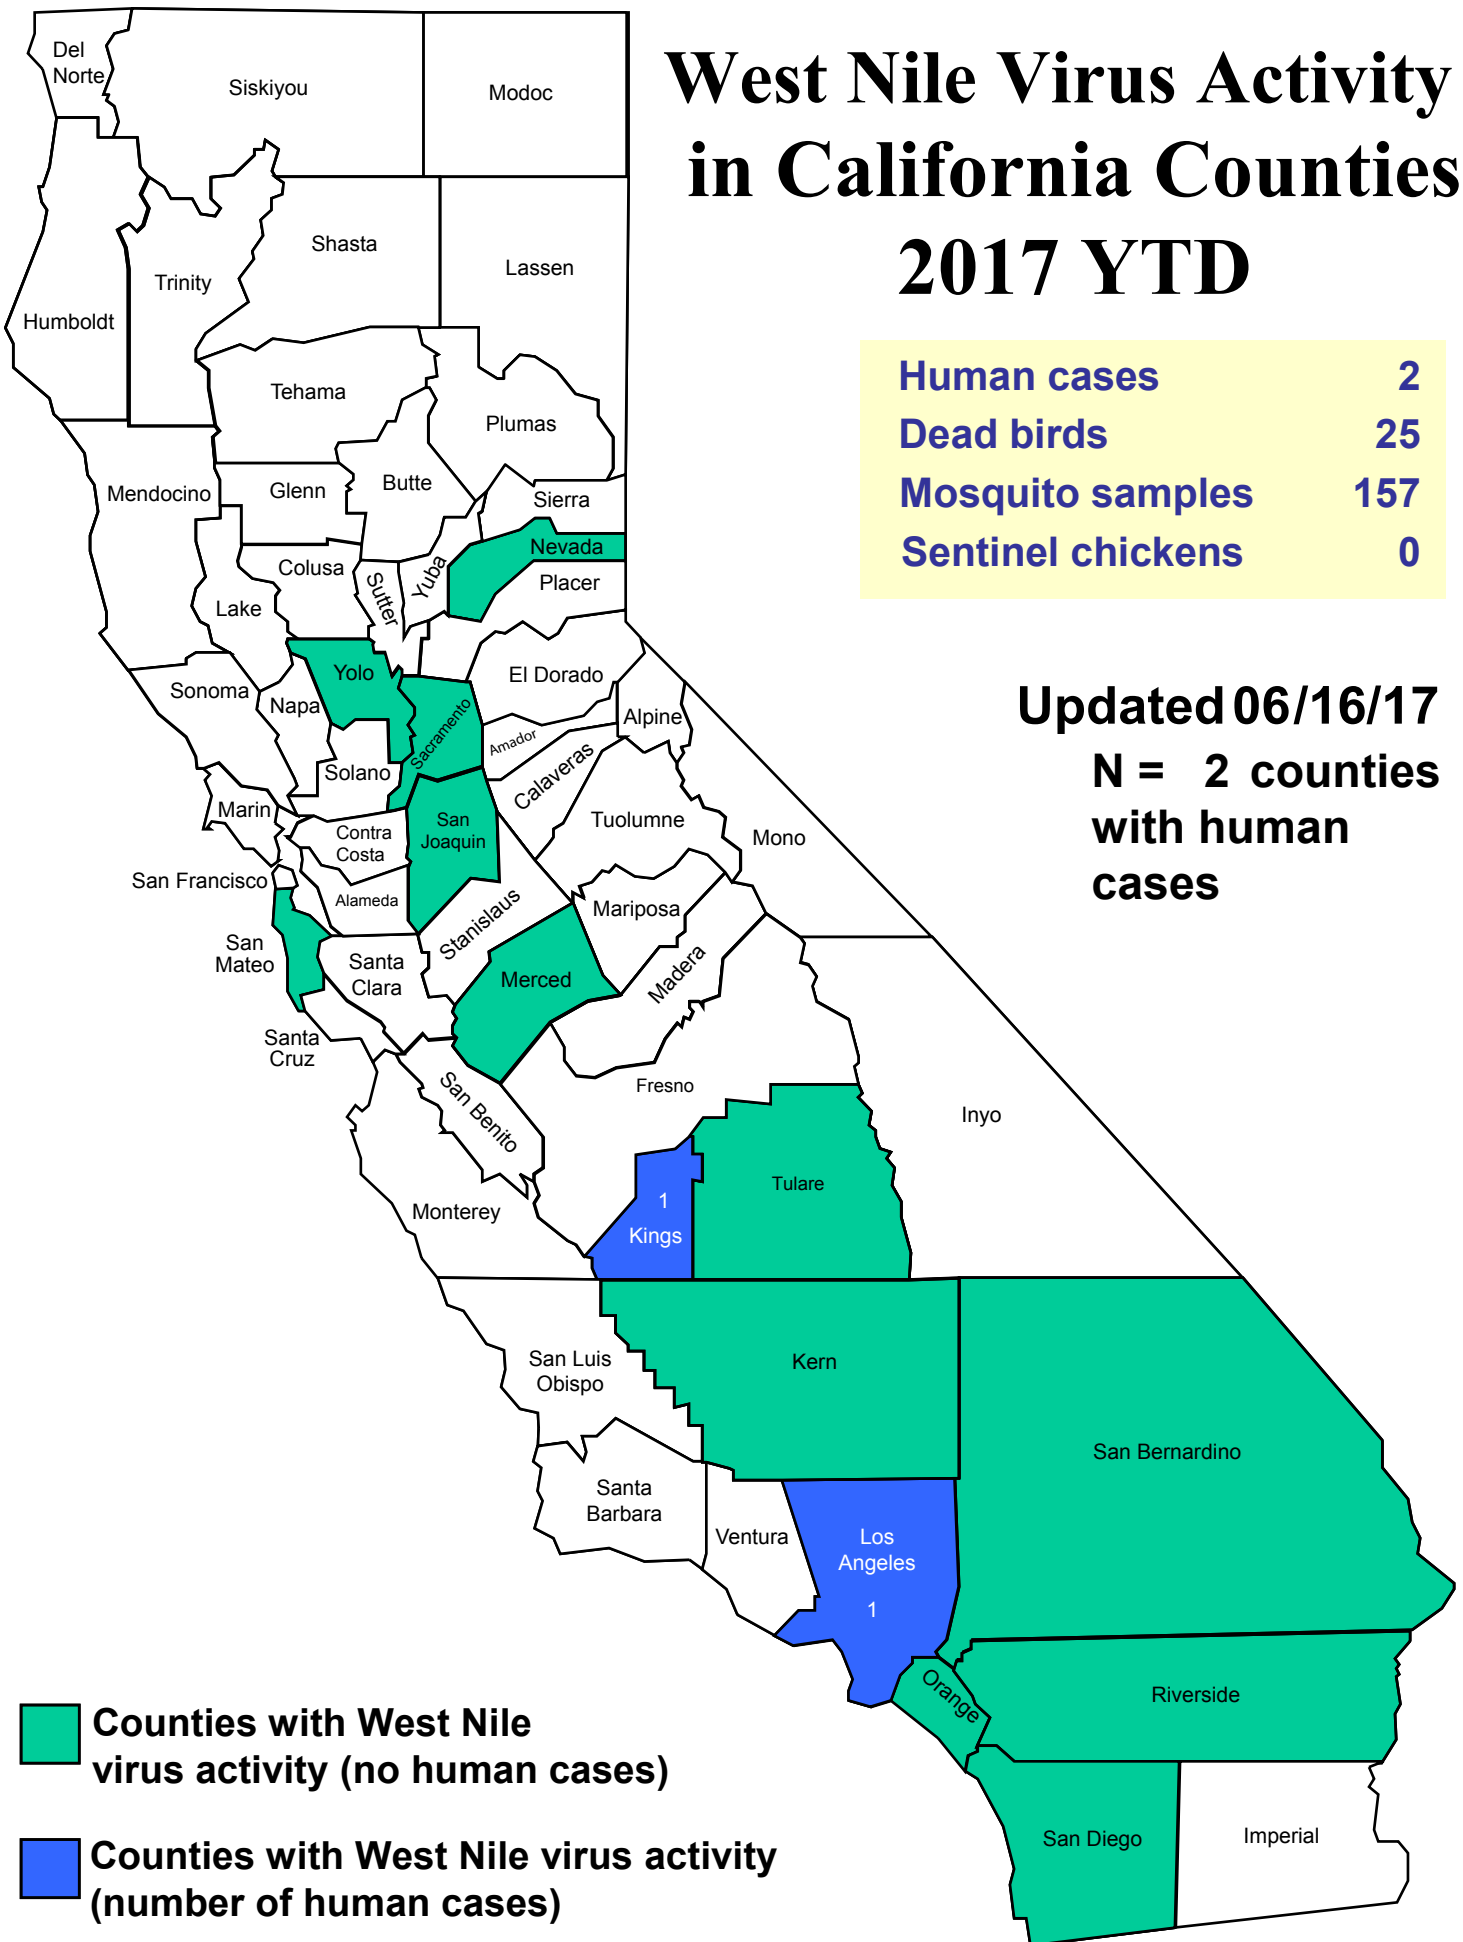 West Nile Virus Activity
in California Counties
2017 YTD
Human cases 2
Dead birds 25
Mosquito samples 157
Sentinel chickens 0
Updated 06/16/17
N = 2 counties
with human
cases
Del
Norte
Siskiyou
Modoc
Shasta
Lassen
Trinity
Humboldt
Tehama
Plumas
Mendocino
Glenn
Butte
Sierra
Nevada
Colusa
Sutter
Yuba
Placer
Lake
Yolo
El Dorado
Sonoma
Napa
Sacramento
Alpine
Amador
Solano
Calaveras
Marin
Contra
Costa
San
Joaquin
Tuolumne
Mono
San Francisco
Alameda
Stanislaus
Mariposa
San
Mateo
Santa
Clara
Merced
Madera
Santa
Cruz
San Benito
Fresno
Inyo
Monterey
1
Kings
Tulare
San Luis
Obispo
Kern
San Bernardino
Santa
Barbara
Ventura
Los
Angeles
1
Orange
Riverside
San Diego
Imperial
Counties with West Nile
virus activity (no human cases)
Counties with West Nile virus activity
(number of human cases)